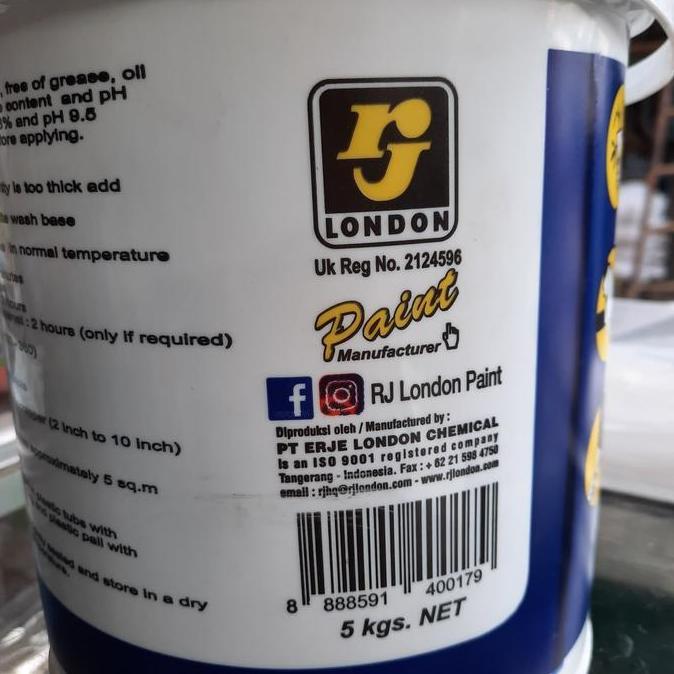 , free of grease, oil
content and pH
% and pH 9.5
applying.
is too thick add
wash base
in normal temperature
: 2 hours (only if required)
(2 inch to 10 inch)
5 sq.m
plastic tube with
and plastic pail with
and store in a dry
rj
LONDON
Uk Reg No. 2124596
Paint
Manufacturer
f RJ London Paint
Diproduksi oleh / Manufactured by :
PT ERJE LONDON CHEMICAL
is an ISO 9001 registered company
Tangerang - Indonesia. Fax : + 62 21 598 4750
email : rjhq@rjlondon.com - www.rjlondon.com
8 888591 400179
5 kgs. NET